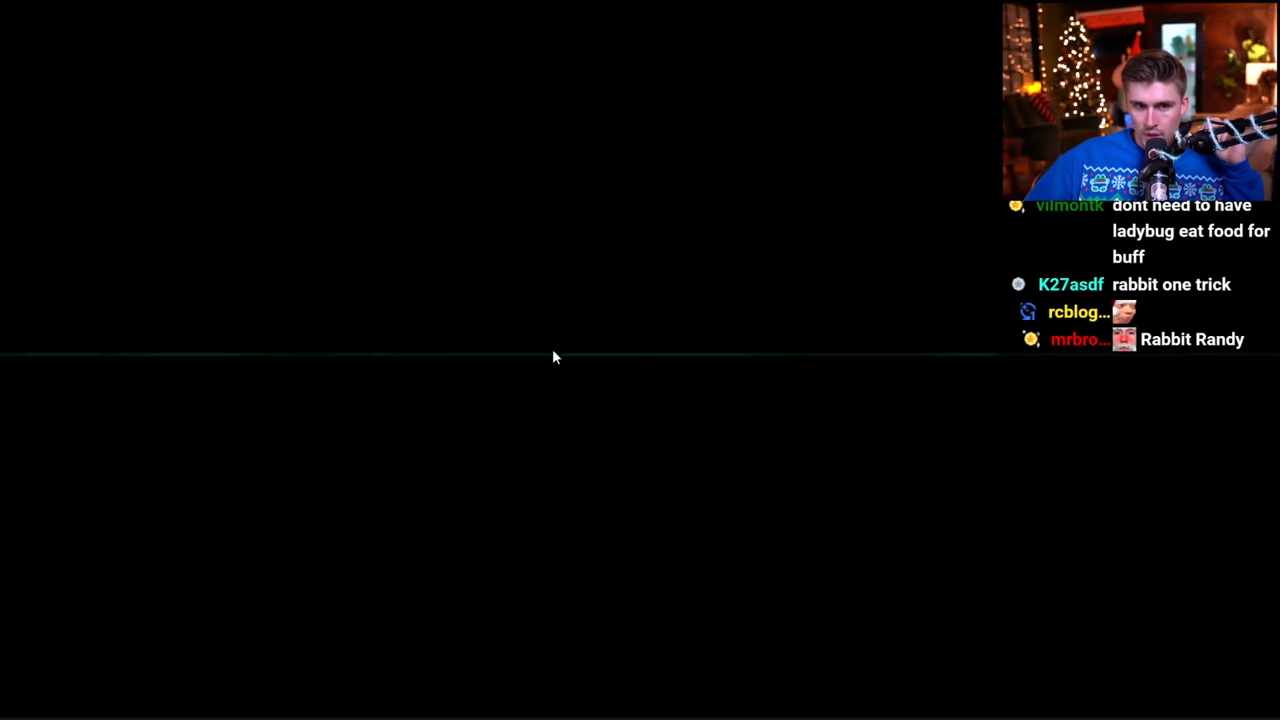 vilmontk dont need to have
ladybug eat food for
buff
K27asdf rabbit one trick
rcblog…
mrbro… Rabbit Randy